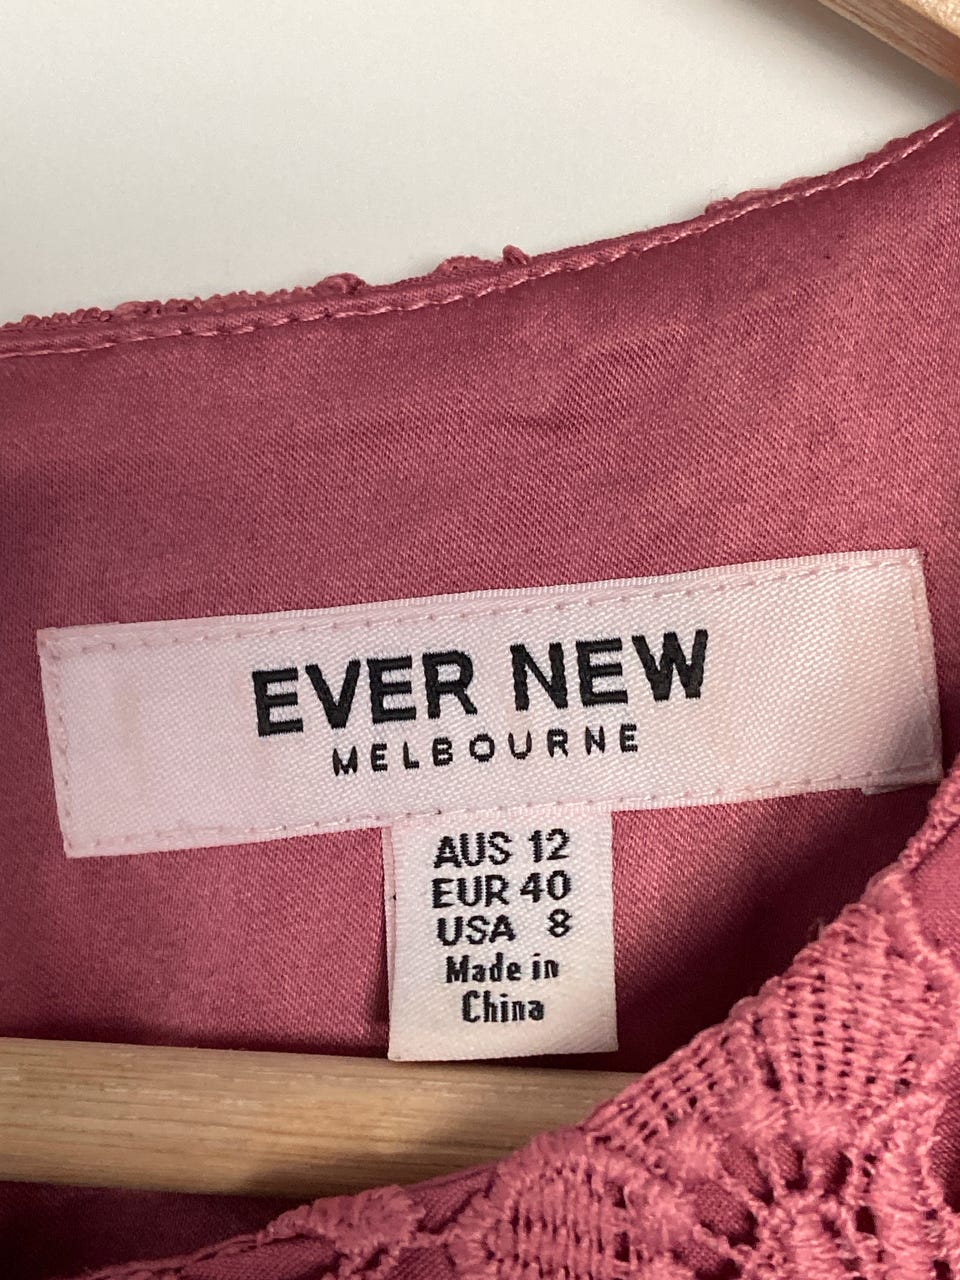 EVER NEW
MELBOURNE
AUS 12
EUR 40
USA 8
Made in
China